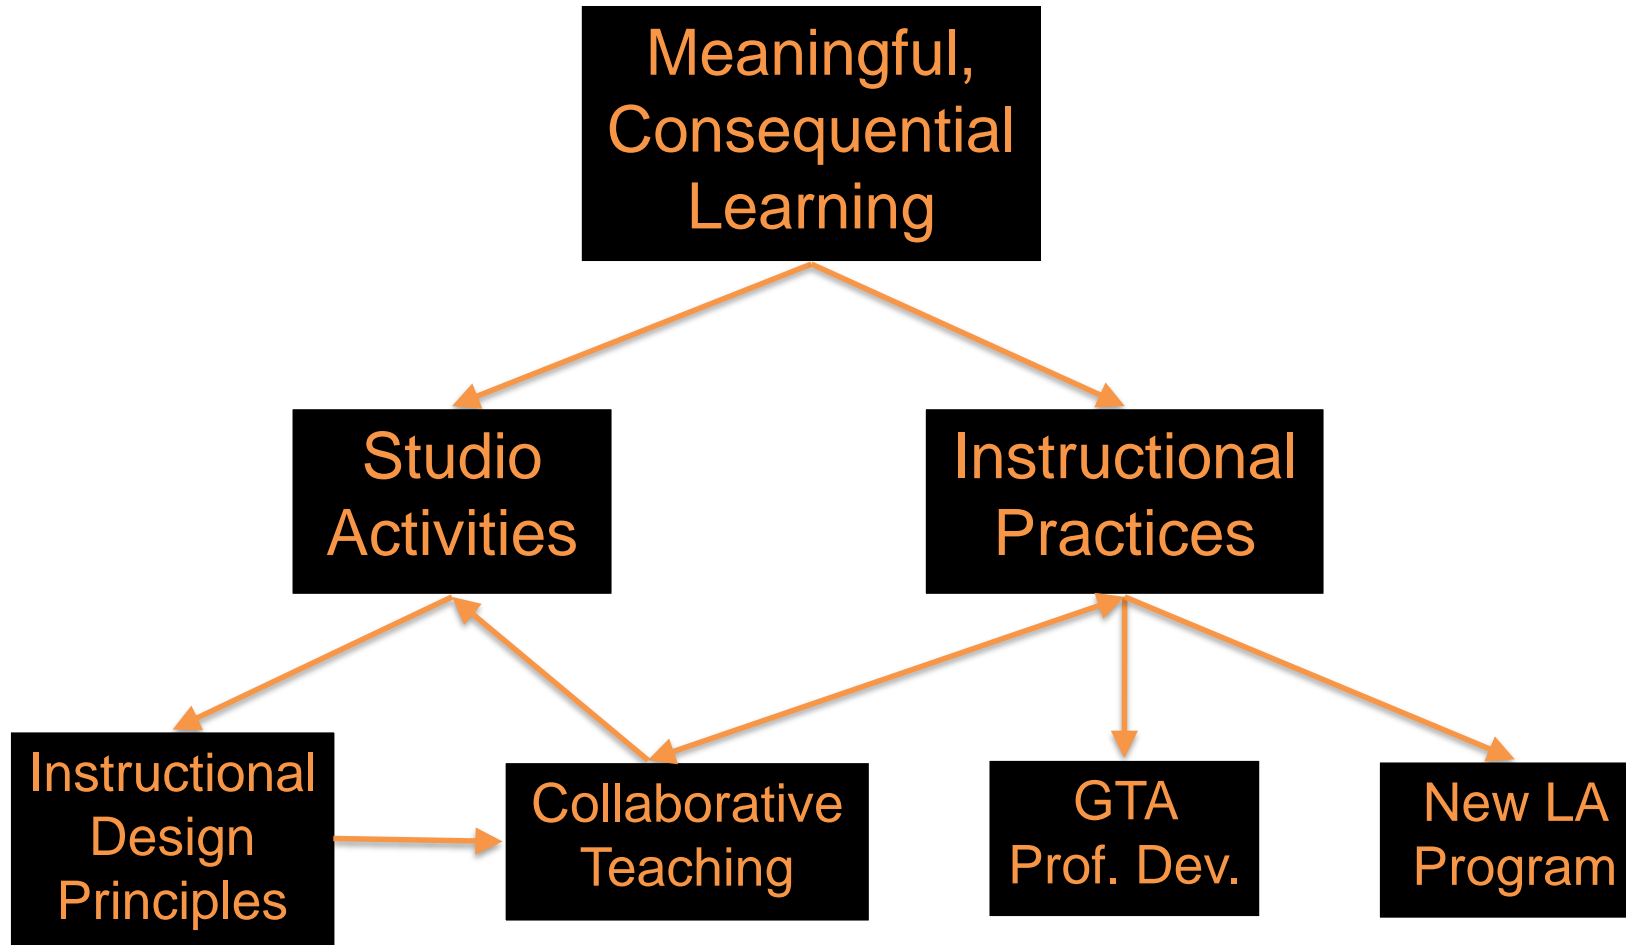 Meaningful,
Consequential
Learning
Studio
Activities
Instructional
Practices
Instructional
Design
Principles
Collaborative
Teaching
GTA
Prof. Dev.
New LA
Program